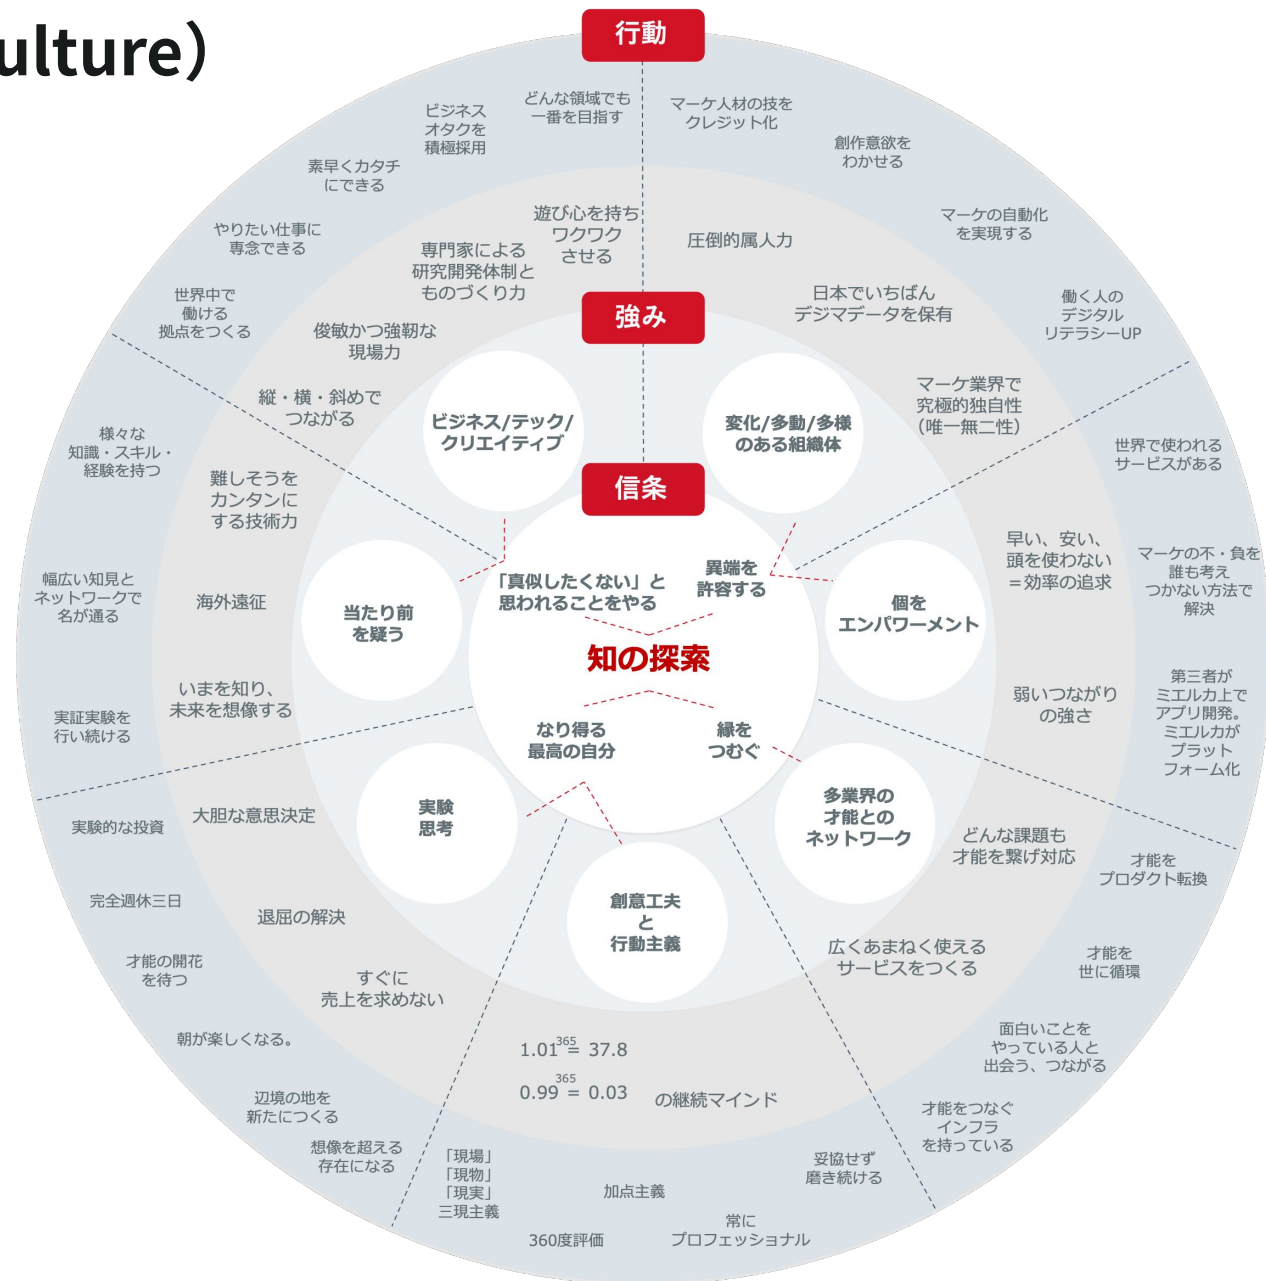 ulture）
行動
どんな領域でも
一番を目指す
マーケ人材の技を
クレジット化
ビジネス
オタクを
積極採用
創作意欲を
わかせる
素早くカタチ
にできる
マーケの自動化
を実現する
やりたい仕事に
専念できる
働く人の
デジタル
リテラシーUP
世界中で
働ける
拠点をつくる
遊び心を持ち
ワクワク
させる
圧倒的属人力
専門家による
研究開発体制と
ものづくり力
日本でいちばん
デジマデータを保有
強み
俊敏かつ強靭な
現場力
マーケ業界で
究極的独自性
（唯一無二性）
縦・横・斜めで
つながる
ビジネス/テック/
クリエイティブ
変化/多動/多様
のある組織体
様々な
知識・スキル・
経験を持つ
世界で使われる
サービスがある
難しそうを
カンタンに
する技術力
信条
早い、安い、
頭を使わない
＝効率の追求
マーケの不・負を
誰も考え
つかない方法で
解決
幅広い知見と
ネットワークで
名が通る
海外遠征
当たり前
を疑う
「真似したくない」と
思われることをやる
異端を
許容する
個を
エンパワーメント
知の探索
いまを知り、
未来を想像する
弱いつながり
の強さ
第三者が
ミエルカ上で
アプリ開発。
ミエルカが
プラット
フォーム化
実証実験を
行い続ける
なり得る
最高の自分
縁を
つむぐ
実験
思考
多業界の
才能との
ネットワーク
大胆な意思決定
実験的な投資
どんな課題も
才能を繋げ対応
才能を
プロダクト転換
完全週休三日
退屈の解決
創意工夫
と
行動主義
広くあまねく使える
サービスをつくる
才能の開花
を待つ
才能を
世に循環
すぐに
売上を求めない
朝が楽しくなる。
面白いことを
やっている人と
出会う、つながる
1.01³⁶⁵ = 37.8
0.99³⁶⁵ = 0.03 の継続マインド
辺境の地を
新たにつくる
才能をつなぐ
インフラ
を持っている
想像を超える
存在になる
「現場」
「現物」
「現実」
三現主義
加点主義
妥協せず
磨き続ける
360度評価
常に
プロフェッショナル